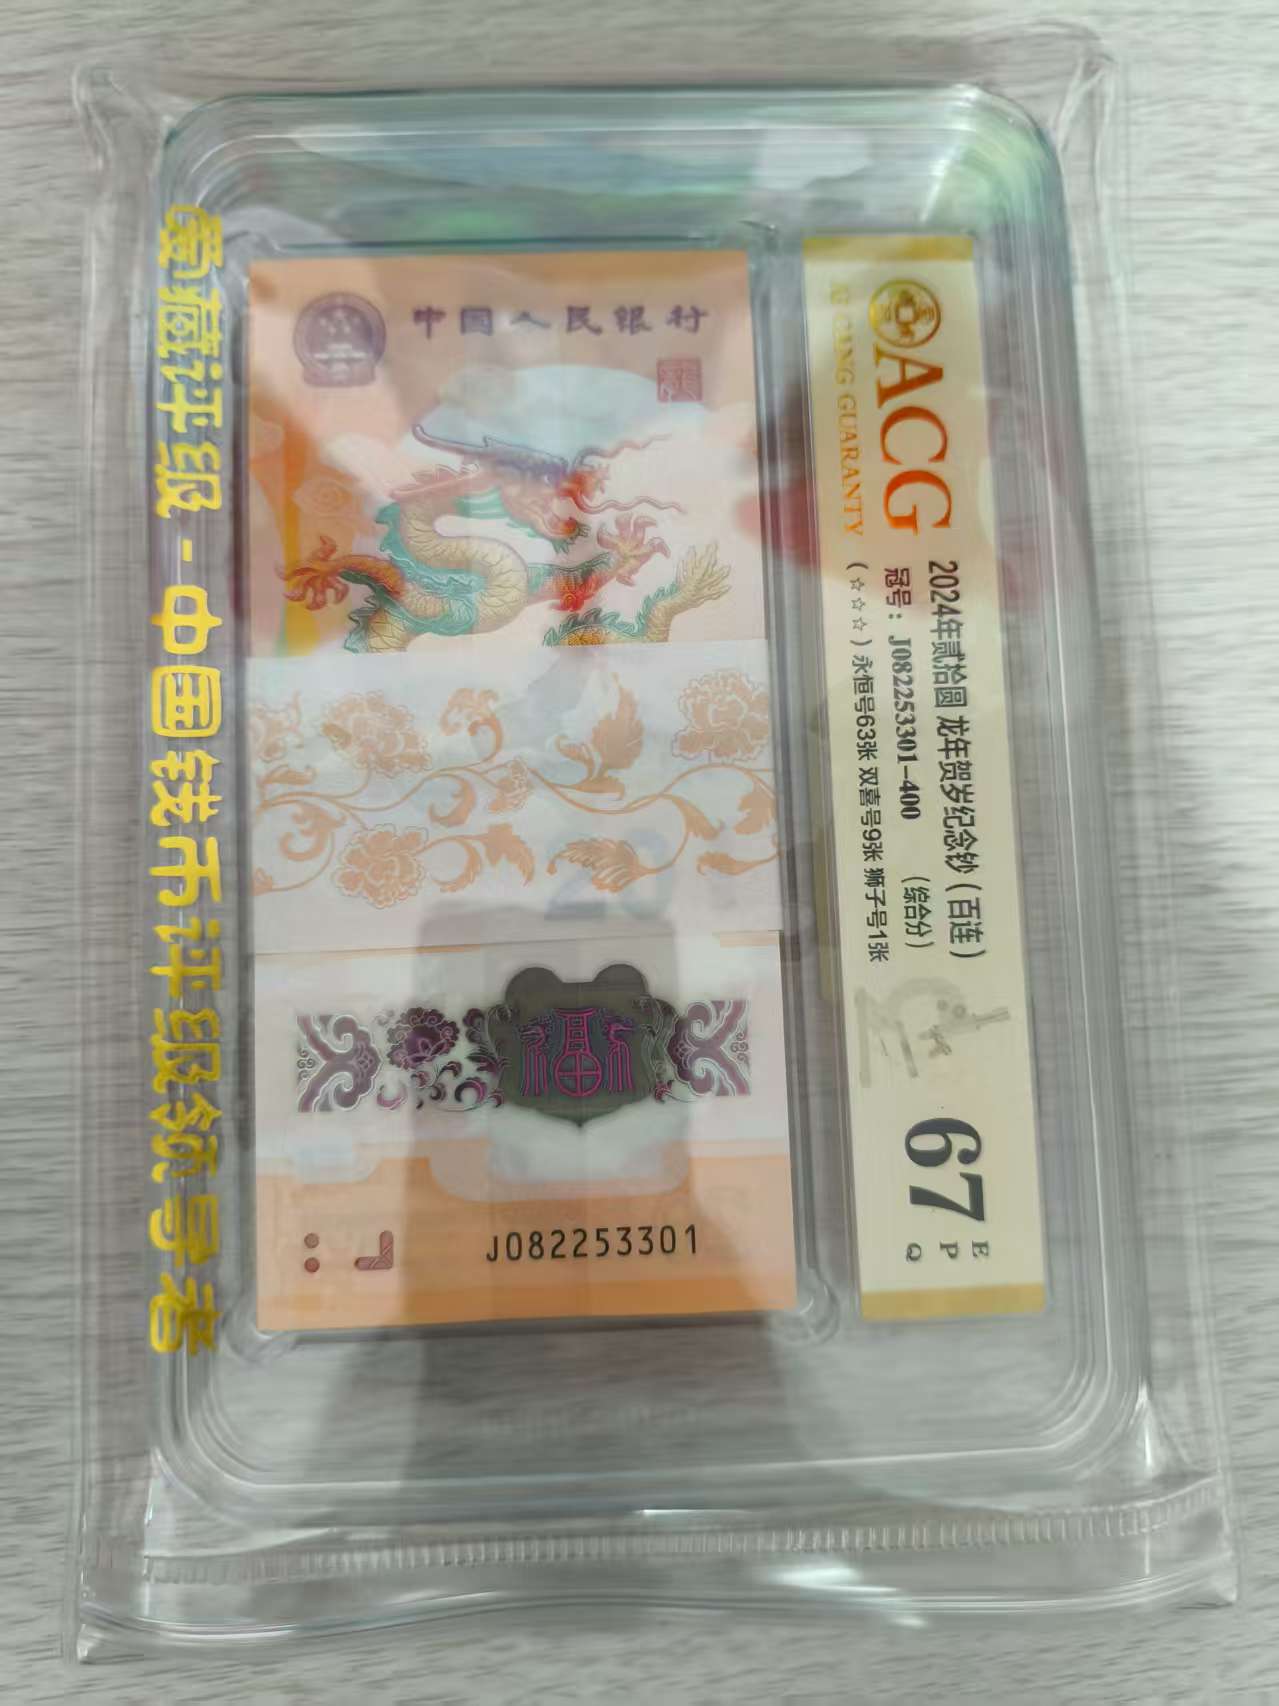 爱藏评级-中国钱币评级领导者
中国人民银行
龍
20
福
J082253301
ACG
AI CANG GUARANTY
2024年贰拾圆 龙年贺岁纪念钞(百连)
冠号: J082253301-400 (综合分)
(☆☆☆) 永恒号63张 双喜号9张 狮子号1张
67
E
P
Q